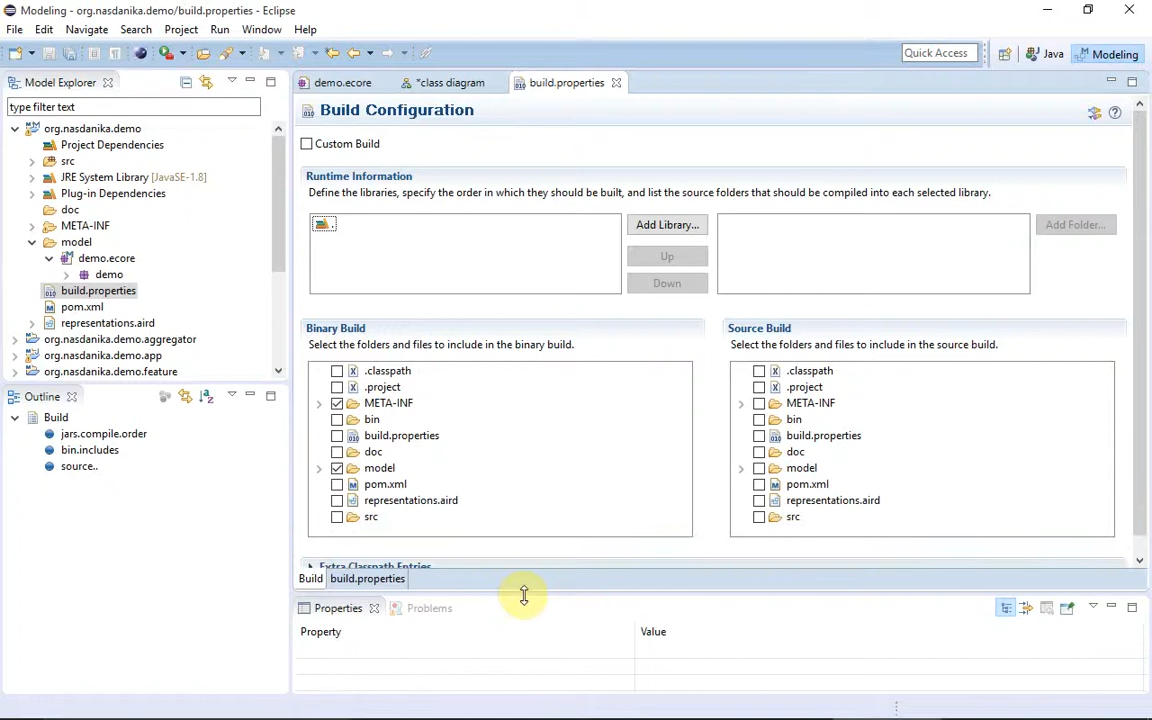 Modeling - org.nasdanika.demo/build.properties - Eclipse
File Edit Navigate Search Project Run Window Help
Quick Access Java Modeling
Model Explorer demo.ecore *class diagram build.properties
type filter text
Build Configuration
org.nasdanika.demo
Project Dependencies
src
JRE System Library [JavaSE-1.8]
Plug-in Dependencies
doc
META-INF
model
demo.ecore
demo
build.properties
pom.xml
representations.aird
org.nasdanika.demo.aggregator
org.nasdanika.demo.app
org.nasdanika.demo.feature
Custom Build
Runtime Information
Define the libraries, specify the order in which they should be built, and list the source folders that should be compiled into each selected library.
.
Add Library...
Up
Down
Add Folder...
Binary Build
Select the folders and files to include in the binary build.
.classpath
.project
META-INF
bin
build.properties
doc
model
pom.xml
representations.aird
src
Source Build
Select the folders and files to include in the source build.
.classpath
.project
META-INF
bin
build.properties
doc
model
pom.xml
representations.aird
src
Extra Classpath Entries
Build build.properties
Outline
Build
jars.compile.order
bin.includes
source..
Properties Problems
Property Value